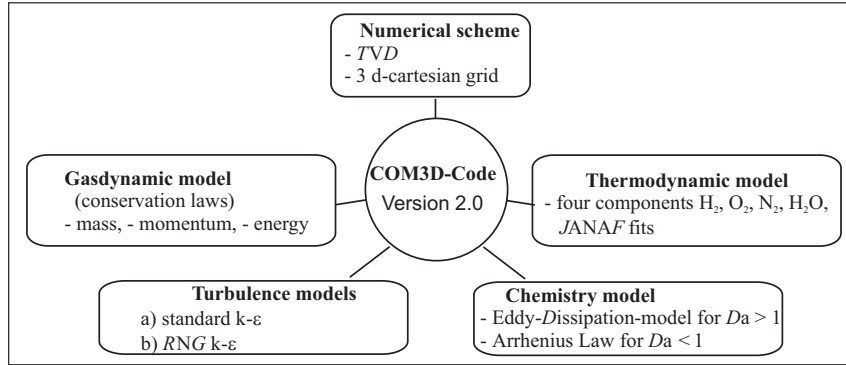 Numerical scheme
- TVD
- 3 d-cartesian grid
COM3D-Code
Version 2.0
Gasdynamic model
(conservation laws)
- mass, - momentum, - energy
Thermodynamic model
- four components H₂, O₂, N₂, H₂O,
JANAF fits
Turbulence models
a) standard k-ε
b) RNG k-ε
Chemistry model
- Eddy-Dissipation-model for Da > 1
- Arrhenius Law for Da < 1